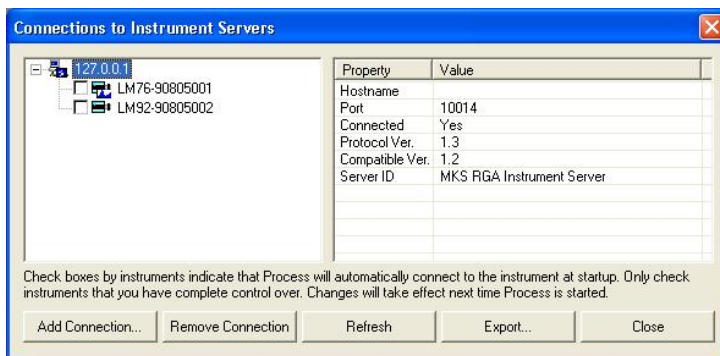 Connections to Instrument Servers
127.0.0.1
LM76-90805001
LM92-90805002
Property Value
Hostname
Port 10014
Connected Yes
Protocol Ver. 1.3
Compatible Ver. 1.2
Server ID MKS RGA Instrument Server
Check boxes by instruments indicate that Process will automatically connect to the instrument at startup. Only check
instruments that you have complete control over. Changes will take effect next time Process is started.
Add Connection... Remove Connection Refresh Export... Close